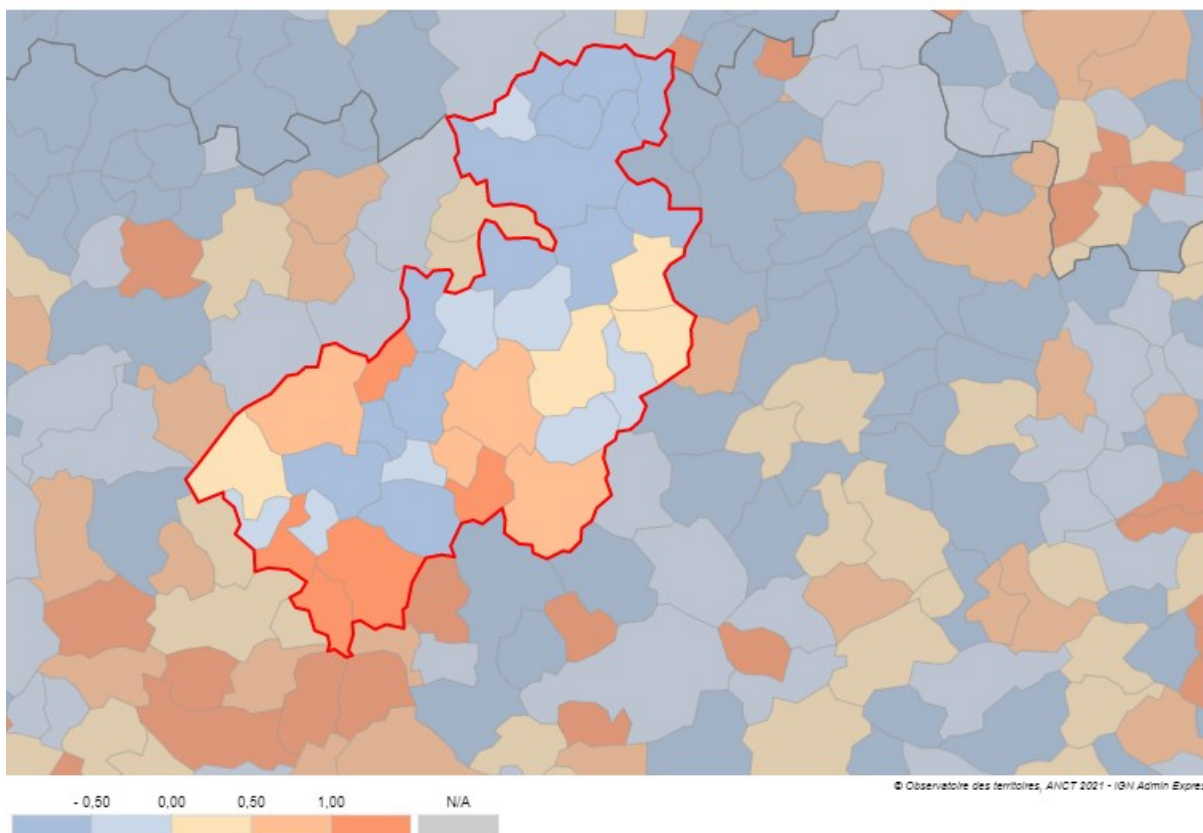 © Observatoire des territoires, ANCT 2021 - IGN Admin Expres
- 0,50 0,00 0,50 1,00 N/A